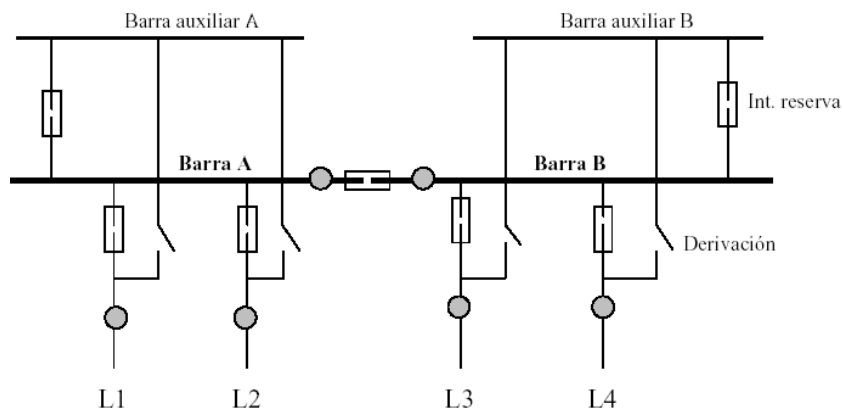 Barra auxiliar A
Barra auxiliar B
Int. reserva
Barra A
Barra B
Derivación
L1
L2
L3
L4